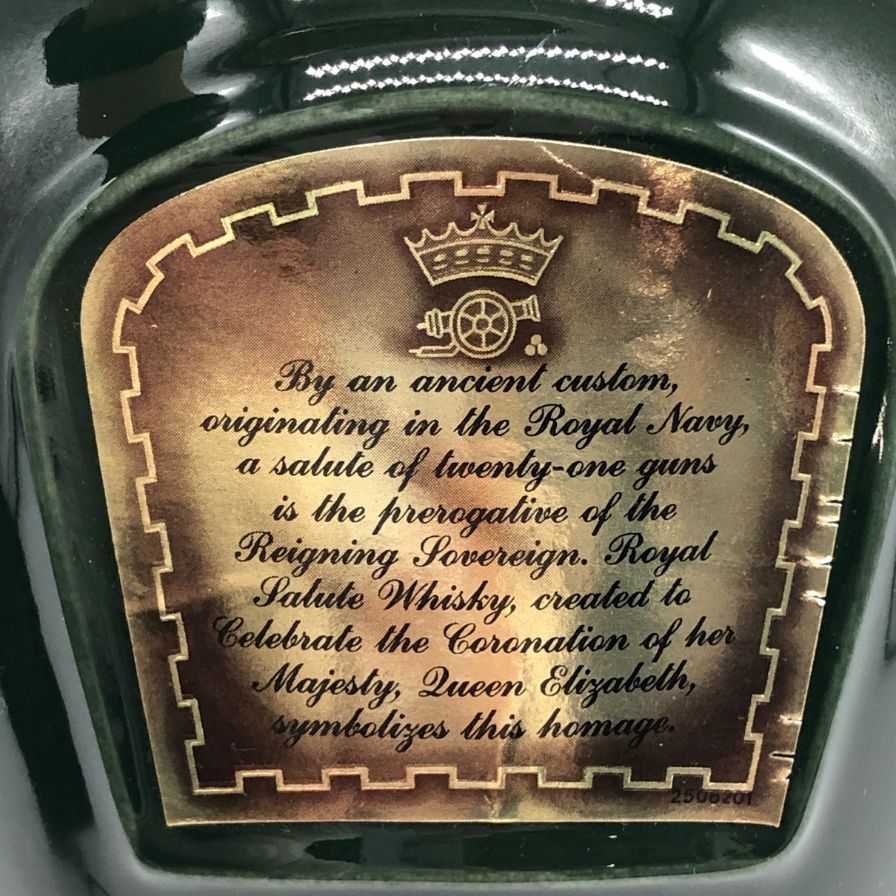 By an ancient custom,
originating in the Royal Navy,
a salute of twenty-one guns
is the prerogative of the
Reigning Sovereign. Royal
Salute Whisky, created to
Celebrate the Coronation of her
Majesty, Queen Elizabeth,
symbolizes this homage.
2506201